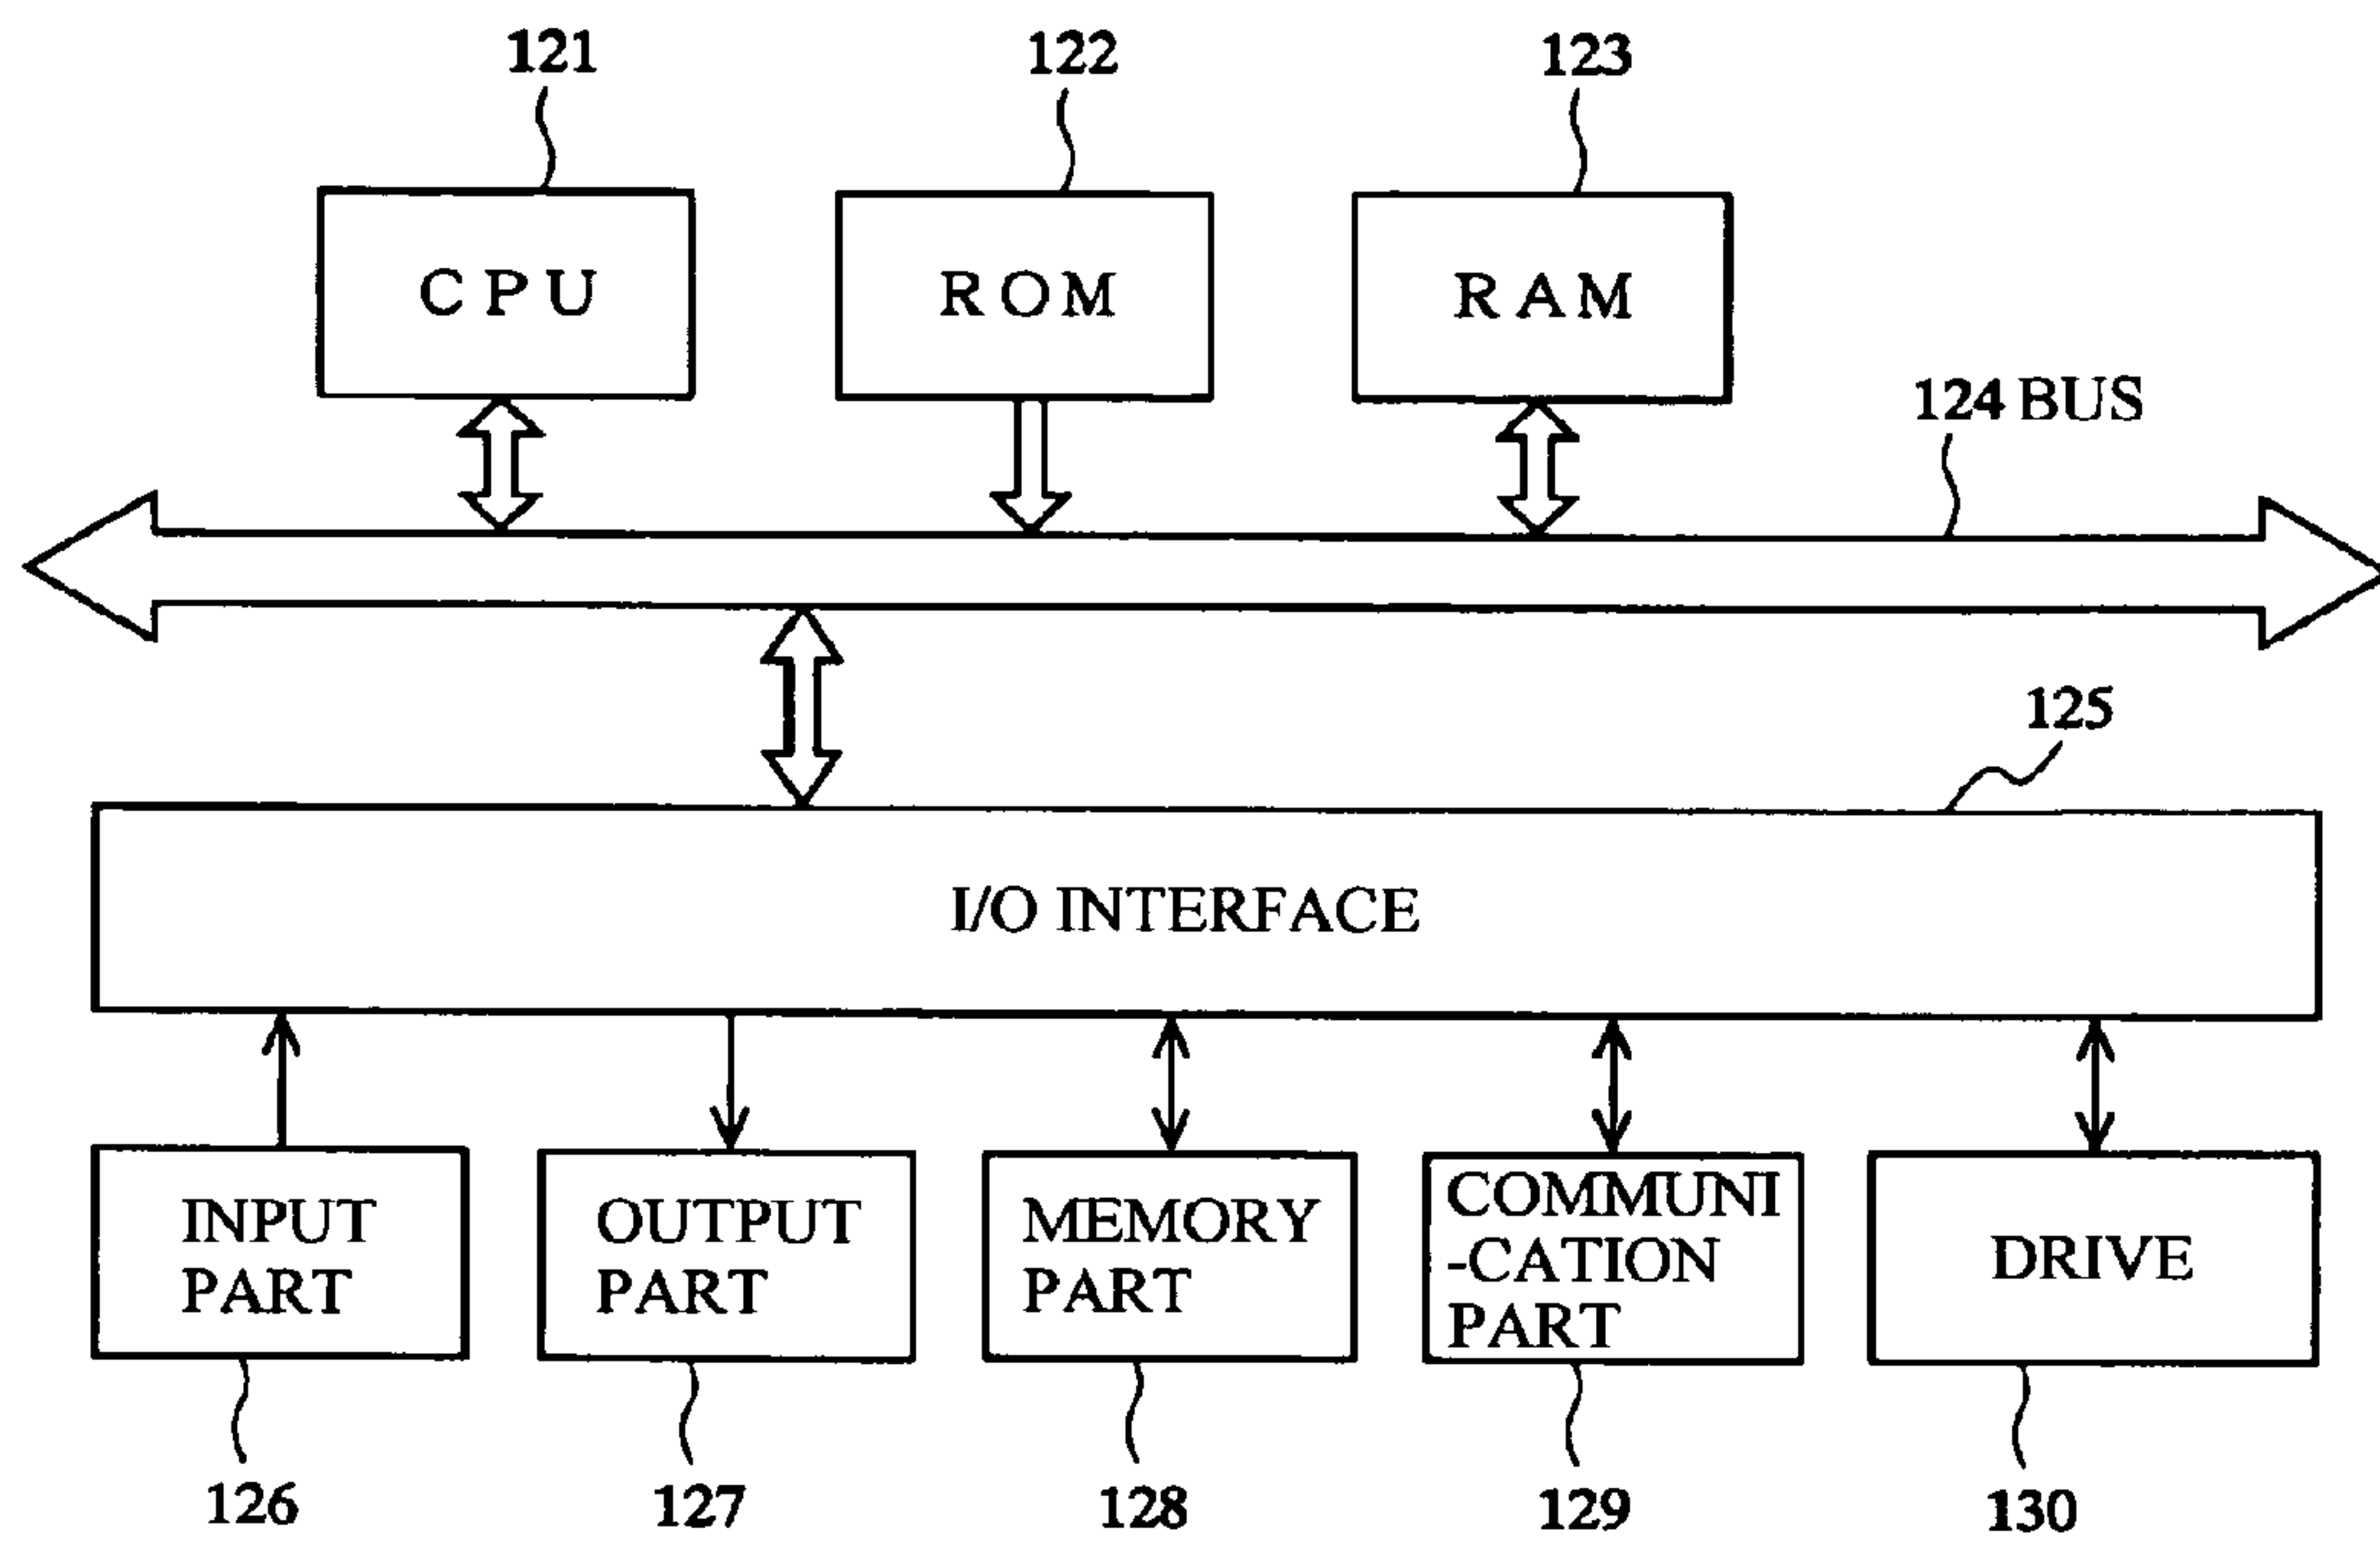 121
122
123
CPU
ROM
RAM
124 BUS
125
I/O INTERFACE
INPUT
PART
OUTPUT
PART
MEMORY
PART
COMMUNI
-CATION
PART
DRIVE
126
127
128
129
130